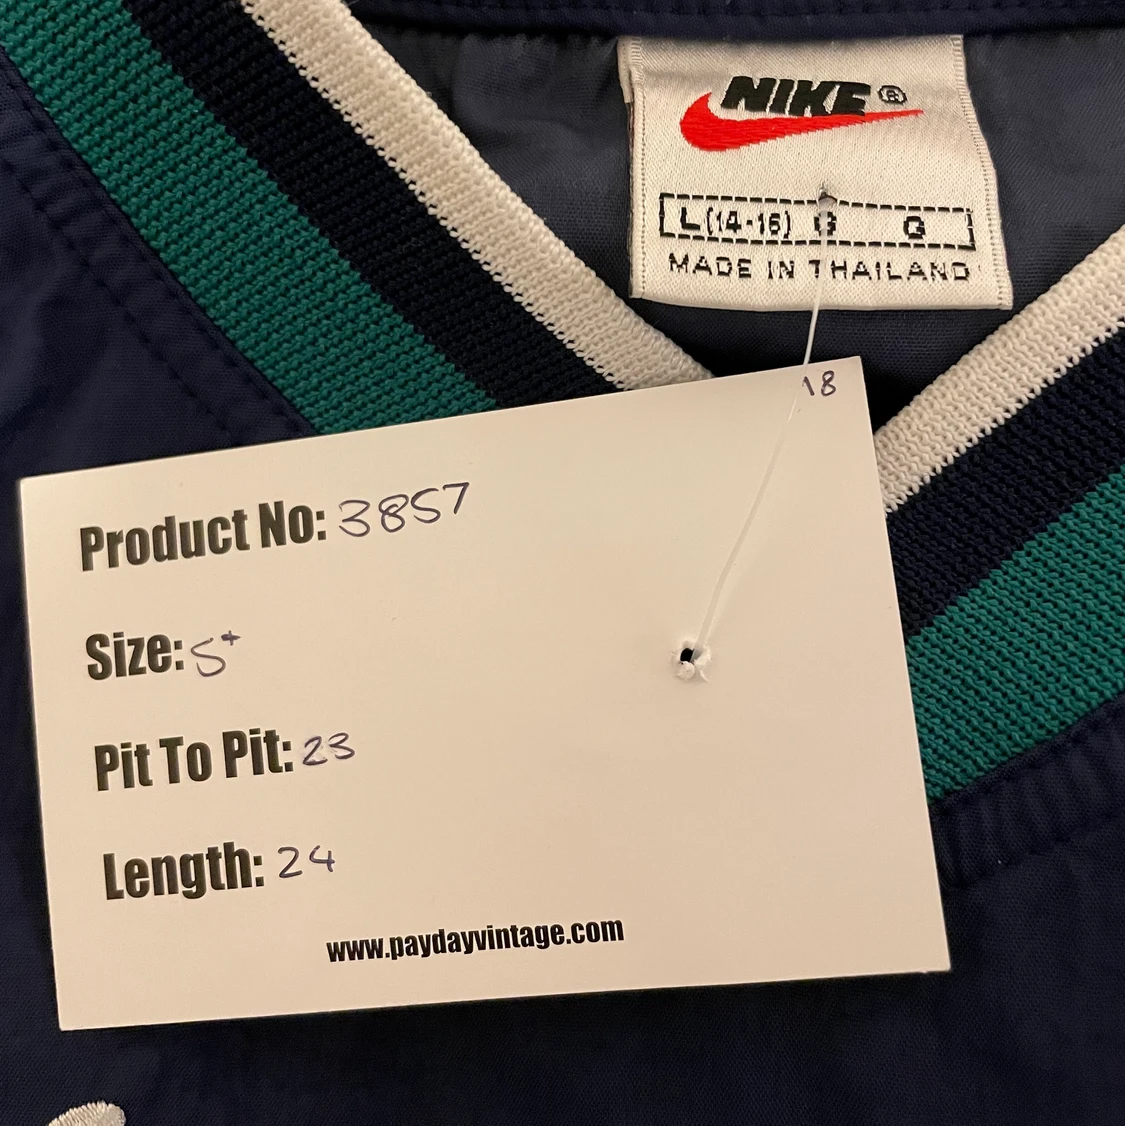 NIKE®
L(14-16) G G
MADE IN THAILAND
18
Product No: 3857
Size: S+
Pit To Pit: 23
Length: 24
www.paydayvintage.com